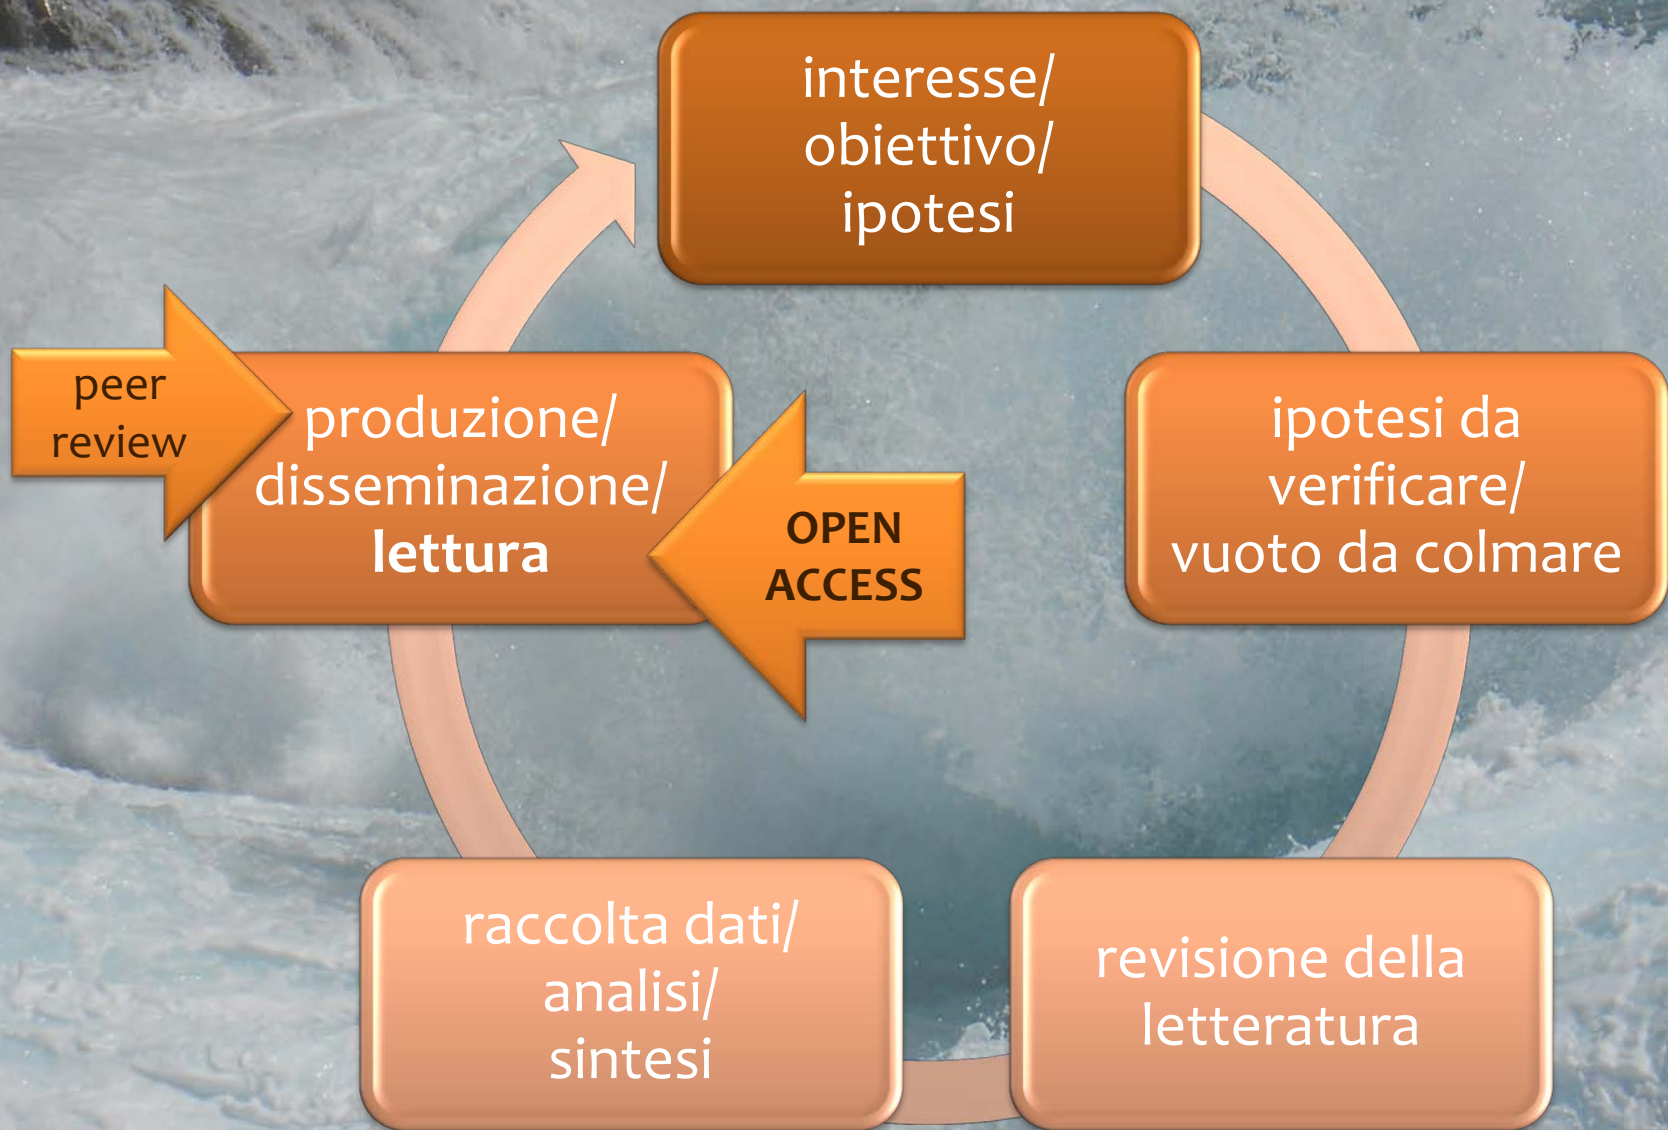 interesse/
obiettivo/
ipotesi
peer
review
produzione/
disseminazione/
lettura
OPEN
ACCESS
ipotesi da
verificare/
vuoto da colmare
raccolta dati/
analisi/
sintesi
revisione della
letteratura